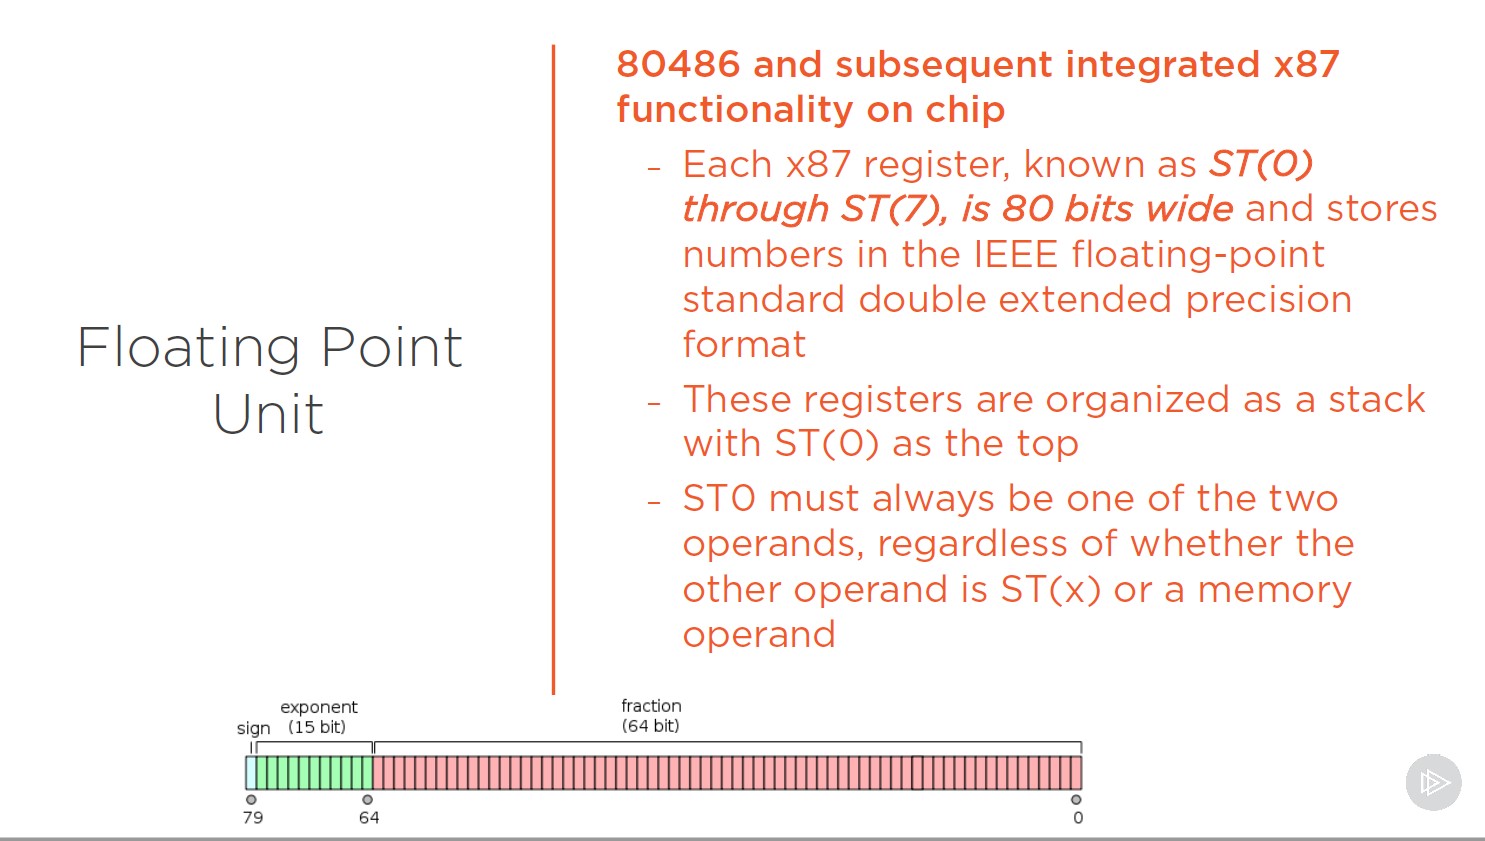 Floating Point
Unit
80486 and subsequent integrated x87
functionality on chip
– Each x87 register, known as ST(0)
through ST(7), is 80 bits wide and stores
numbers in the IEEE floating-point
standard double extended precision
format
– These registers are organized as a stack
with ST(0) as the top
– ST0 must always be one of the two
operands, regardless of whether the
other operand is ST(x) or a memory
operand
sign
exponent
(15 bit)
fraction
(64 bit)
79
64
0